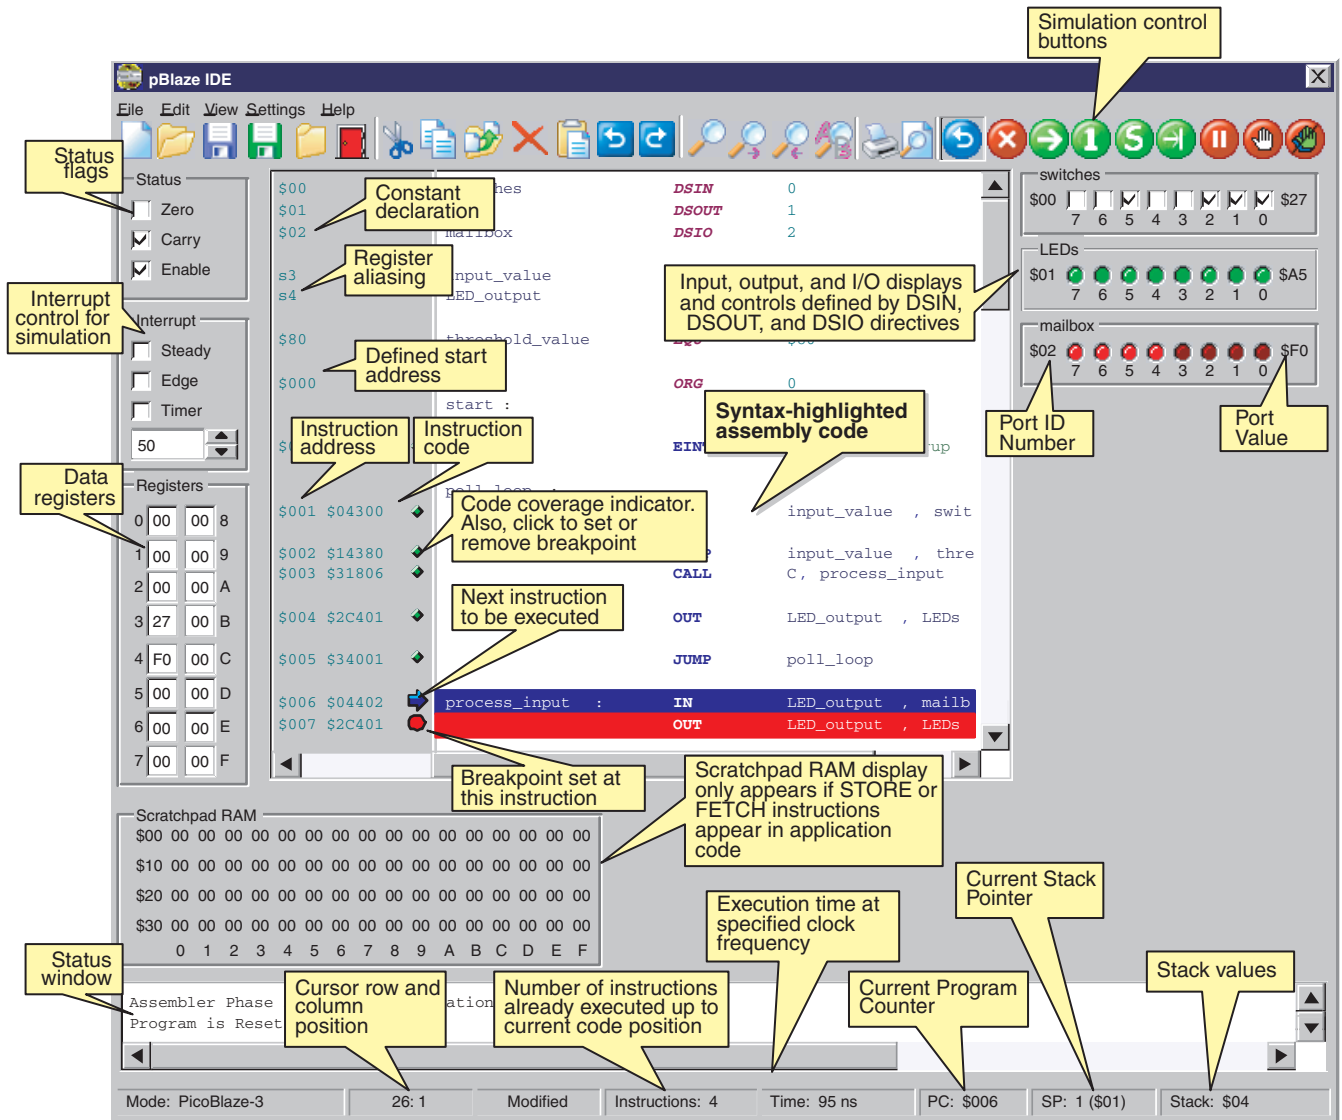 Simulation control
buttons
pBlaze IDE
File Edit View Settings Help
Status
flags
Status
Zero
Carry
Enable
Interrupt
control for
simulation
Interrupt
Steady
Edge
Timer
50
Data
registers
Registers
0 00 00 8
1 00 00 9
2 00 00 A
3 27 00 B
4 F0 00 C
5 00 00 D
6 00 00 E
7 00 00 F
$00 DSIN 0
$01 DSOUT 1
$02 mailbox DSIO 2
Constant
declaration
s3 input_value
s4 LED_output
Register
aliasing
$80 threshold_value EQU $80
Defined start
address
$000 ORG 0
start :
Instruction
address
Instruction
code
EINT
Syntax-highlighted
assembly code
poll_loop :
$001 $04300 input_value , swit
Code coverage indicator.
Also, click to set or
remove breakpoint
$002 $14380 input_value , thre
$003 $31806 CALL C, process_input
Next instruction
to be executed
$004 $2C401 OUT LED_output , LEDs
$005 $34001 JUMP poll_loop
$006 $04402 process_input : IN LED_output , mailb
$007 $2C401 OUT LED_output , LEDs
Breakpoint set at
this instruction
Input, output, and I/O displays
and controls defined by DSIN,
DSOUT, and DSIO directives
switches
$00 $27
7 6 5 4 3 2 1 0
LEDs
$01 $A5
7 6 5 4 3 2 1 0
mailbox
$02 $F0
7 6 5 4 3 2 1 0
Port ID
Number
Port
Value
Scratchpad RAM display
only appears if STORE or
FETCH instructions
appear in application
code
Scratchpad RAM
$00 00 00 00 00 00 00 00 00 00 00 00 00 00 00 00 00
$10 00 00 00 00 00 00 00 00 00 00 00 00 00 00 00 00
$20 00 00 00 00 00 00 00 00 00 00 00 00 00 00 00 00
$30 00 00 00 00 00 00 00 00 00 00 00 00 00 00 00 00
0 1 2 3 4 5 6 7 8 9 A B C D E F
Status
window
Assembler Phase
Program is Reset
Cursor row and
column
position
Number of instructions
already executed up to
current code position
Execution time at
specified clock
frequency
Current Program
Counter
Current Stack
Pointer
Stack values
Mode: PicoBlaze-3 26: 1 Modified Instructions: 4 Time: 95 ns PC: $006 SP: 1 ($01) Stack: $04